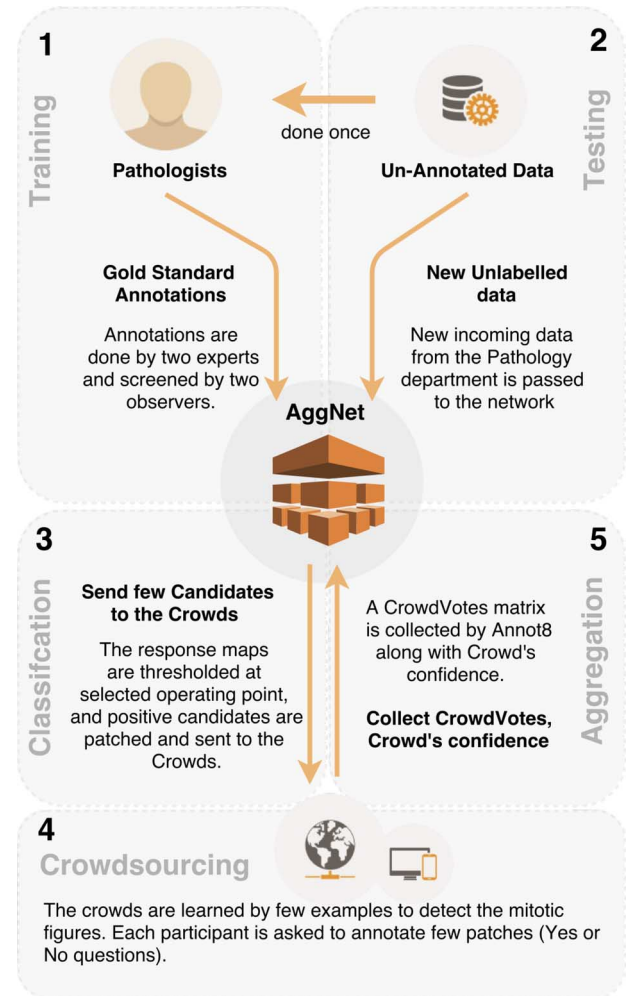 1
Training
Pathologists
done once
2
Testing
Un-Annotated Data
Gold Standard
Annotations
Annotations are
done by two experts
and screened by two
observers.
New Unlabelled
data
New incoming data
from the Pathology
department is passed
to the network
AggNet
3
Classifcation
Send few Candidates
to the Crowds
The response maps
are thresholded at
selected operating point,
and positive candidates are
patched and sent to the
Crowds.
5
Aggregation
A CrowdVotes matrix
is collected by Annot8
along with Crowd's
confidence.
Collect CrowdVotes,
Crowd's confidence
4
Crowdsourcing
The crowds are learned by few examples to detect the mitotic
figures. Each participant is asked to annotate few patches (Yes or
No questions).